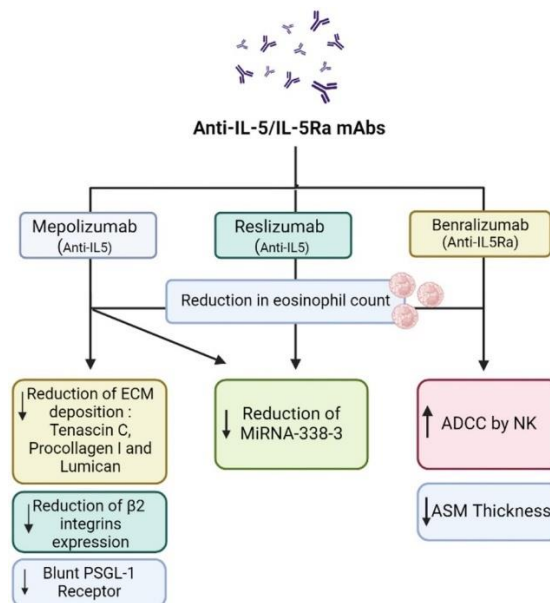 Anti-IL-5/IL-5Ra mAbs
Mepolizumab
(Anti-IL5)
Reslizumab
(Anti-IL5)
Benralizumab
(Anti-IL5Ra)
Reduction in eosinophil count
Reduction of ECM
deposition :
Tenascin C,
Procollagen I and
Lumican
Reduction of
MiRNA-338-3
ADCC by NK
Reduction of β2
integrins
expression
ASM Thickness
Blunt PSGL-1
Receptor